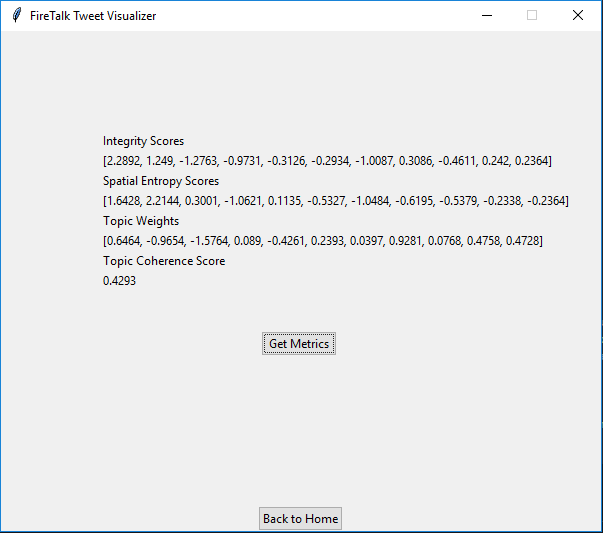 FireTalk Tweet Visualizer
Integrity Scores
[2.2892, 1.249, -1.2763, -0.9731, -0.3126, -0.2934, -1.0087, 0.3086, -0.4611, 0.242, 0.2364]
Spatial Entropy Scores
[1.6428, 2.2144, 0.3001, -1.0621, 0.1135, -0.5327, -1.0484, -0.6195, -0.5379, -0.2338, -0.2364]
Topic Weights
[0.6464, -0.9654, -1.5764, 0.089, -0.4261, 0.2393, 0.0397, 0.9281, 0.0768, 0.4758, 0.4728]
Topic Coherence Score
0.4293
Get Metrics
Back to Home